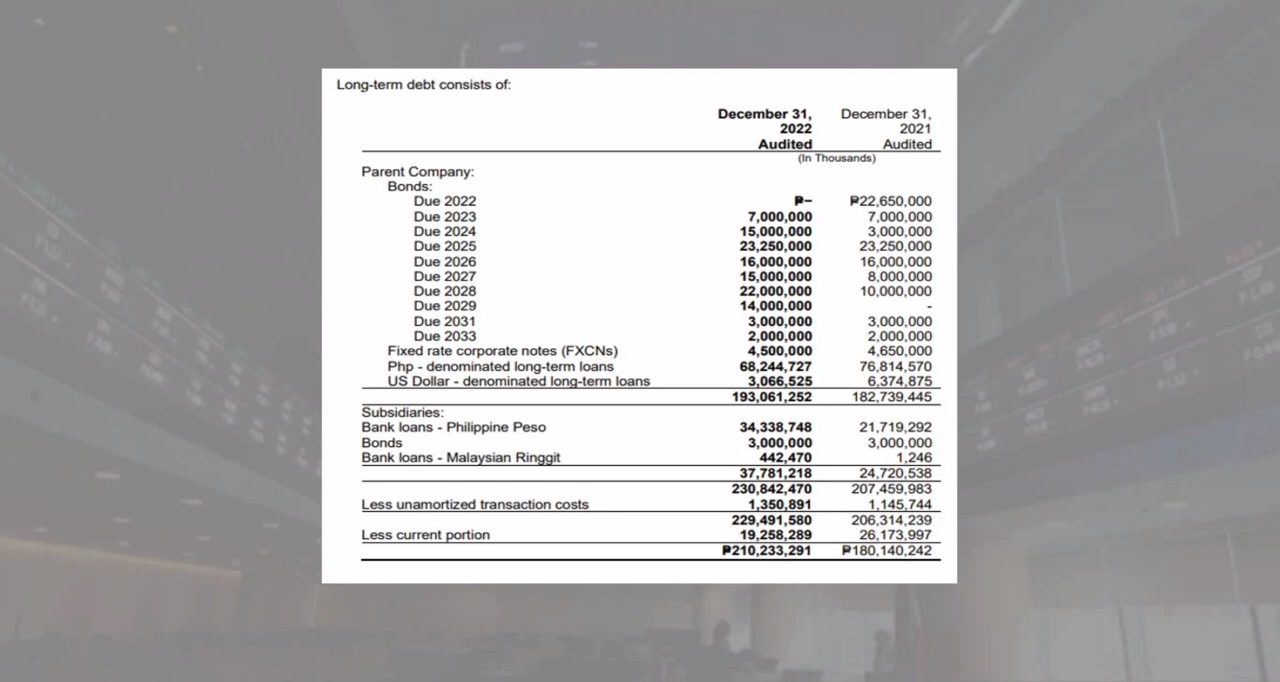 Long-term debt consists of:
December 31, December 31,
2022 2021
Audited Audited
(In Thousands)
Parent Company:
Bonds:
Due 2022 ₱– ₱22,650,000
Due 2023 7,000,000 7,000,000
Due 2024 15,000,000 3,000,000
Due 2025 23,250,000 23,250,000
Due 2026 16,000,000 16,000,000
Due 2027 15,000,000 8,000,000
Due 2028 22,000,000 10,000,000
Due 2029 14,000,000 -
Due 2031 3,000,000 3,000,000
Due 2033 2,000,000 2,000,000
Fixed rate corporate notes (FXCNs) 4,500,000 4,650,000
Php - denominated long-term loans 68,244,727 76,814,570
US Dollar - denominated long-term loans 3,066,525 6,374,875
193,061,252 182,739,445
Subsidiaries:
Bank loans - Philippine Peso 34,338,748 21,719,292
Bonds 3,000,000 3,000,000
Bank loans - Malaysian Ringgit 442,470 1,246
37,781,218 24,720,538
230,842,470 207,459,983
Less unamortized transaction costs 1,350,891 1,145,744
229,491,580 206,314,239
Less current portion 19,258,289 26,173,997
₱210,233,291 ₱180,140,242